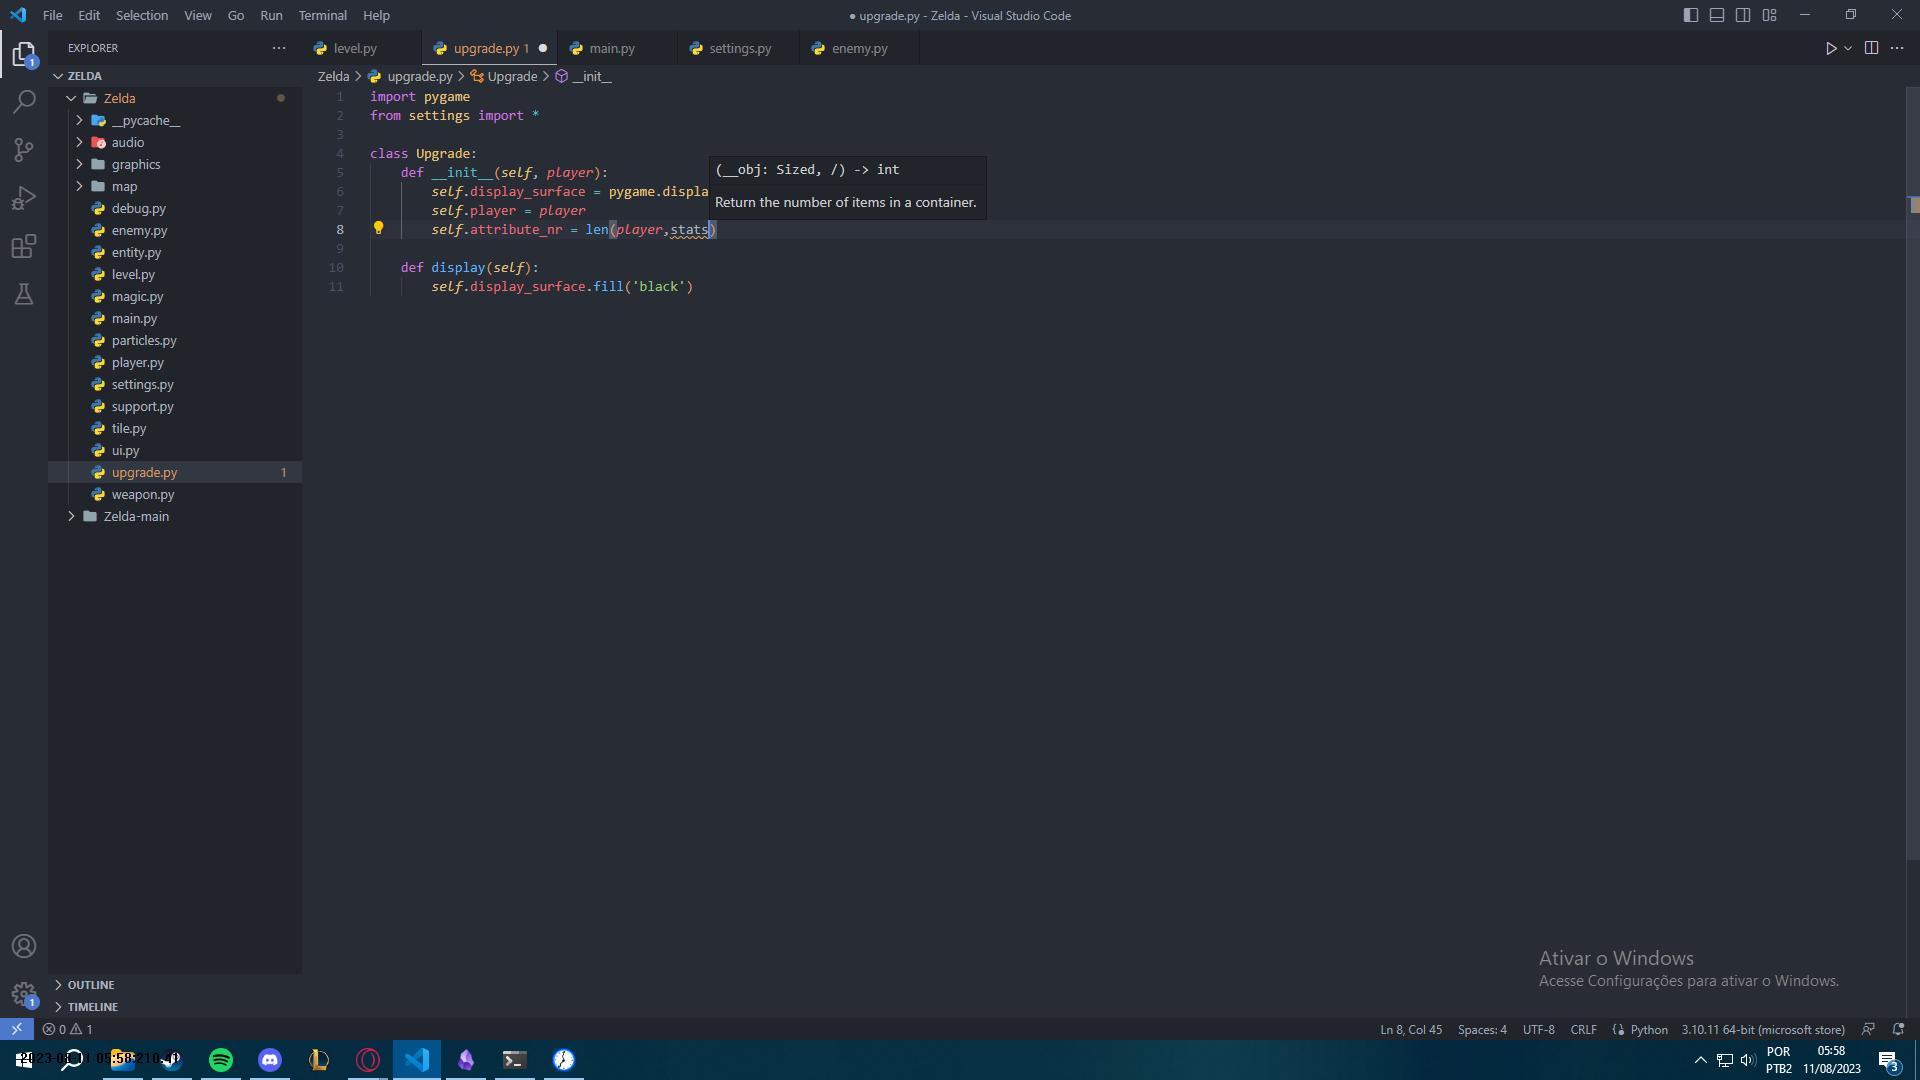 File Edit Selection View Go Run Terminal Help
● upgrade.py - Zelda - Visual Studio Code
EXPLORER
level.py
upgrade.py 1
main.py
settings.py
enemy.py
ZELDA
Zelda > upgrade.py > Upgrade > __init__
Zelda
__pycache__
audio
graphics
map
debug.py
enemy.py
entity.py
level.py
magic.py
main.py
particles.py
player.py
settings.py
support.py
tile.py
ui.py
upgrade.py 1
weapon.py
Zelda-main
OUTLINE
TIMELINE
1 import pygame
2 from settings import *
3
4 class Upgrade:
5 def __init__(self, player):
6 self.display_surface = pygame.displa
7 self.player = player
8 self.attribute_nr = len(player,stats)
9
10 def display(self):
11 self.display_surface.fill('black')
(__obj: Sized, /) -> int
Return the number of items in a container.
1
1
Ativar o Windows
Acesse Configurações para ativar o Windows.
0 1
Ln 8, Col 45 Spaces: 4 UTF-8 CRLF Python 3.10.11 64-bit (microsoft store)
POR
PTB2
05:58
11/08/2023
3